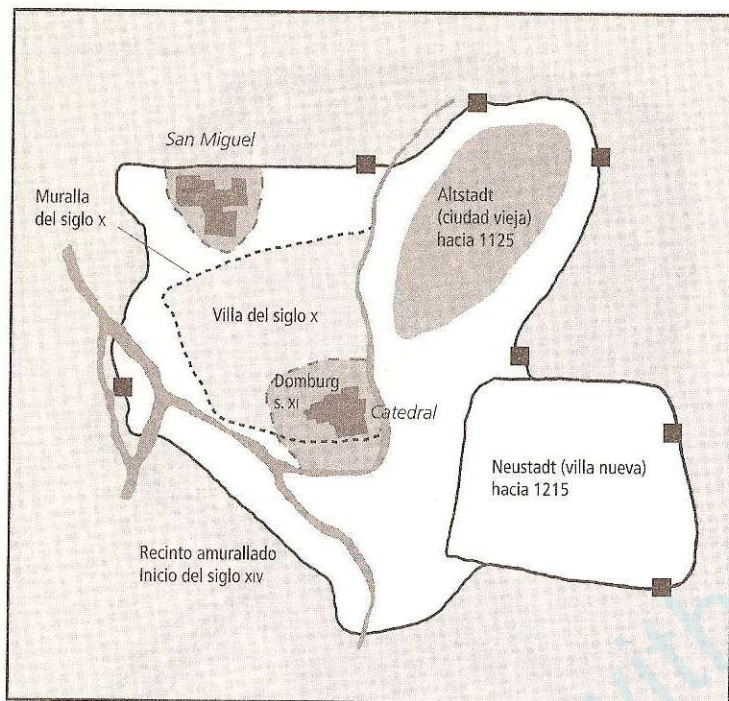 San Miguel
Muralla
del siglo X
Altstadt
(ciudad vieja)
hacia 1125
Villa del siglo X
Domburg
s. XI
Catedral
Neustadt (villa nueva)
hacia 1215
Recinto amurallado
Inicio del siglo XIV
with